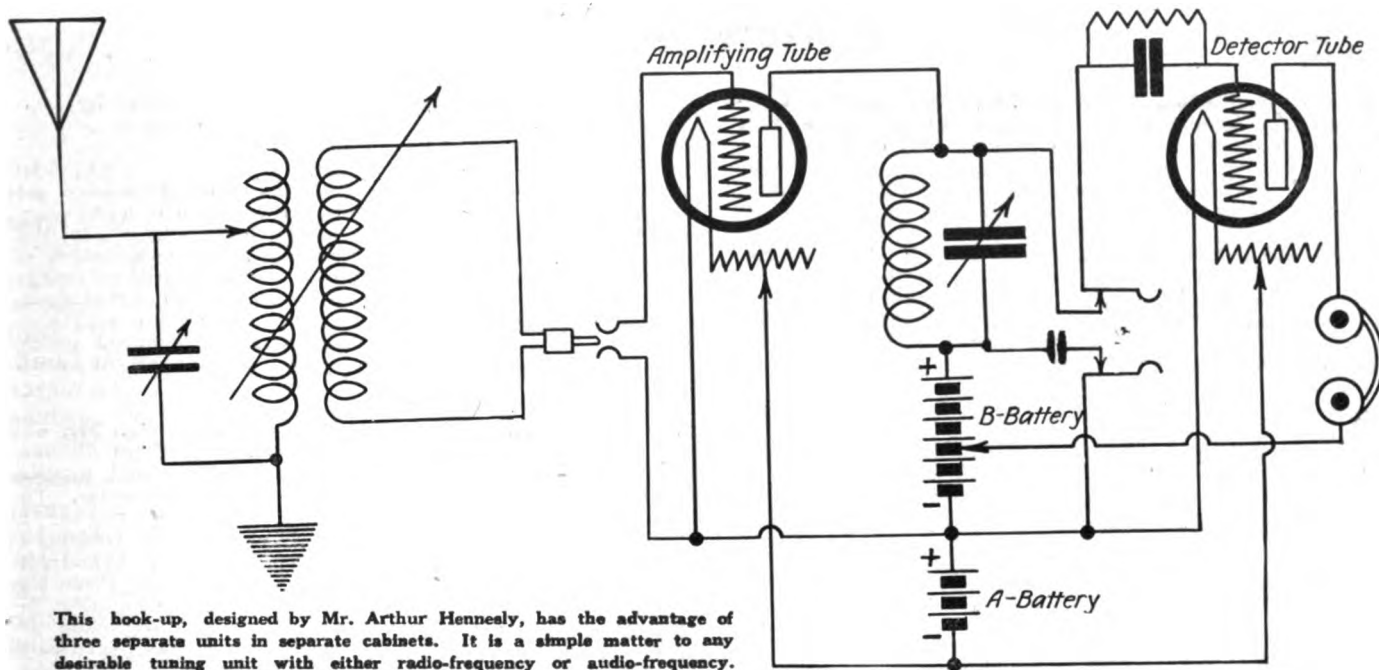 Amplifying Tube
Detector Tube
+
B-Battery
-
+
A-Battery
-
This hook-up, designed by Mr. Arthur Hennesly, has the advantage of
three separate units in separate cabinets. It is a simple matter to any
desirable tuning unit with either radio-frequency or audio-frequency.